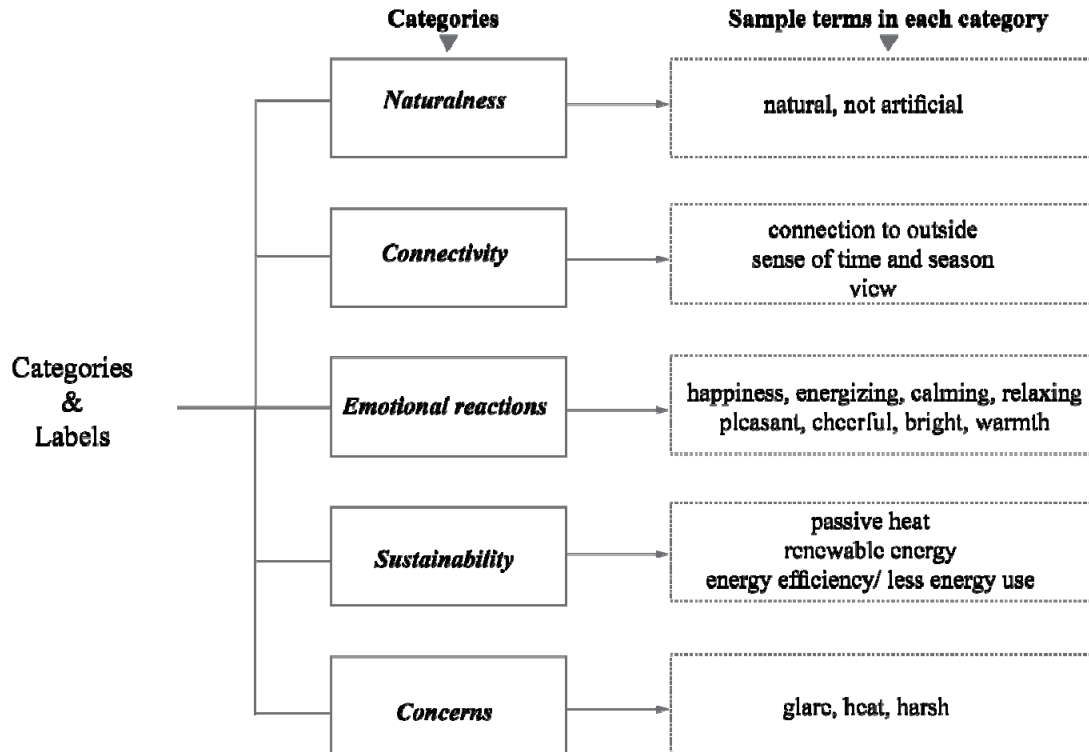 Categories
Sample terms in each category
Categories
&
Labels
Naturalness
natural, not artificial
Connectivity
connection to outside
sense of time and season
view
Emotional reactions
happiness, energizing, calming, relaxing
pleasant, cheerful, bright, warmth
Sustainability
passive heat
renewable energy
energy efficiency/ less energy use
Concerns
glare, heat, harsh